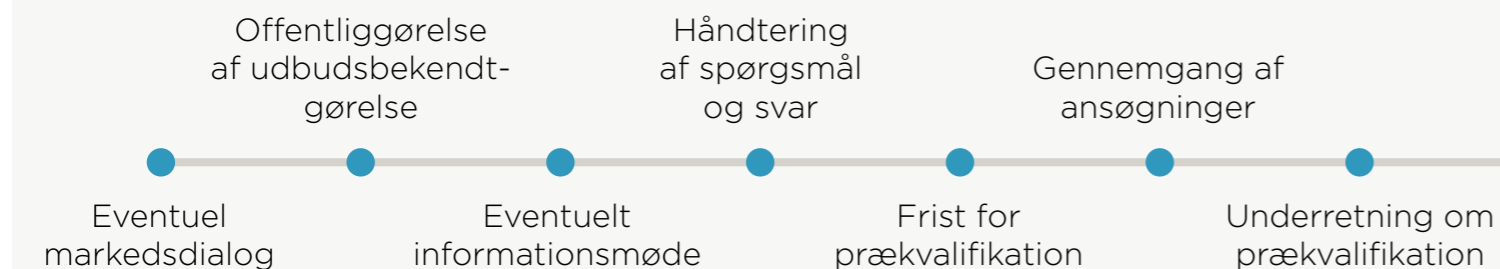 Offentliggørelse
af udbudsbekendt-
gørelse
Håndtering
af spørgsmål
og svar
Gennemgang af
ansøgninger
Eventuel
markedsdialog
Eventuelt
informationsmøde
Frist for
prækvalifikation
Underretning om
prækvalifikation